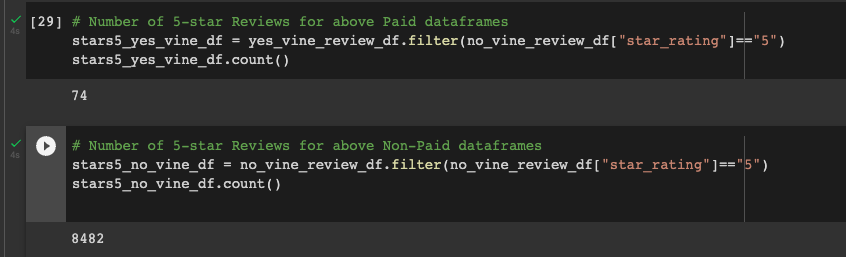 [29] # Number of 5-star Reviews for above Paid dataframes
4s
stars5_yes_vine_df = yes_vine_review_df.filter(no_vine_review_df["star_rating"]=="5")
stars5_yes_vine_df.count()
74
# Number of 5-star Reviews for above Non-Paid dataframes
4s
stars5_no_vine_df = no_vine_review_df.filter(no_vine_review_df["star_rating"]=="5")
stars5_no_vine_df.count()
8482